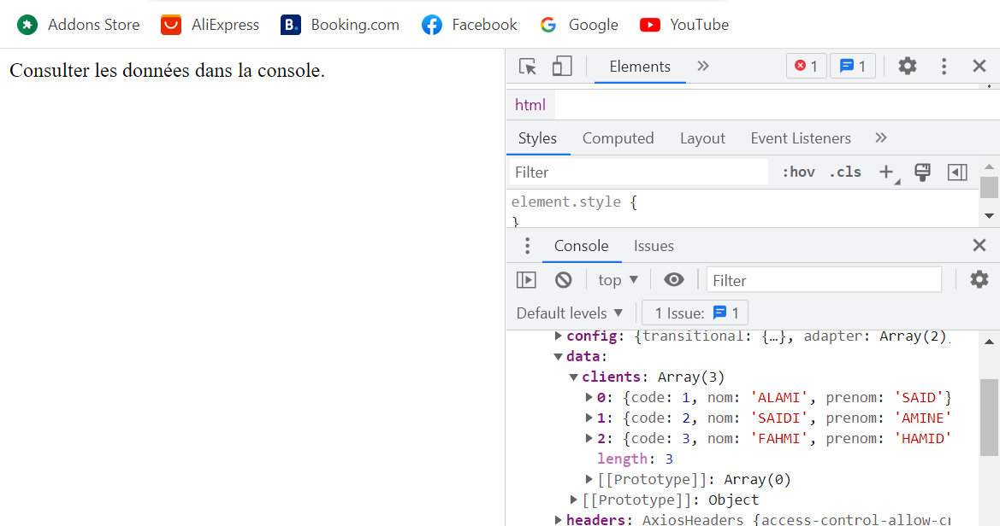 Addons Store AliExpress Booking.com Facebook Google YouTube
Consulter les données dans la console.
Elements » 1 1
html
Styles Computed Layout Event Listeners »
Filter :hov .cls +
element.style {
}
Console Issues
top Filter
Default levels 1 Issue: 1
config: {transitional: {…}, adapter: Array(2),
data:
clients: Array(3)
0: {code: 1, nom: 'ALAMI', prenom: 'SAID'}
1: {code: 2, nom: 'SAIDI', prenom: 'AMINE'
2: {code: 3, nom: 'FAHMI', prenom: 'HAMID'
length: 3
[[Prototype]]: Array(0)
[[Prototype]]: Object
headers: AxiosHeaders {access-control-allow-cr